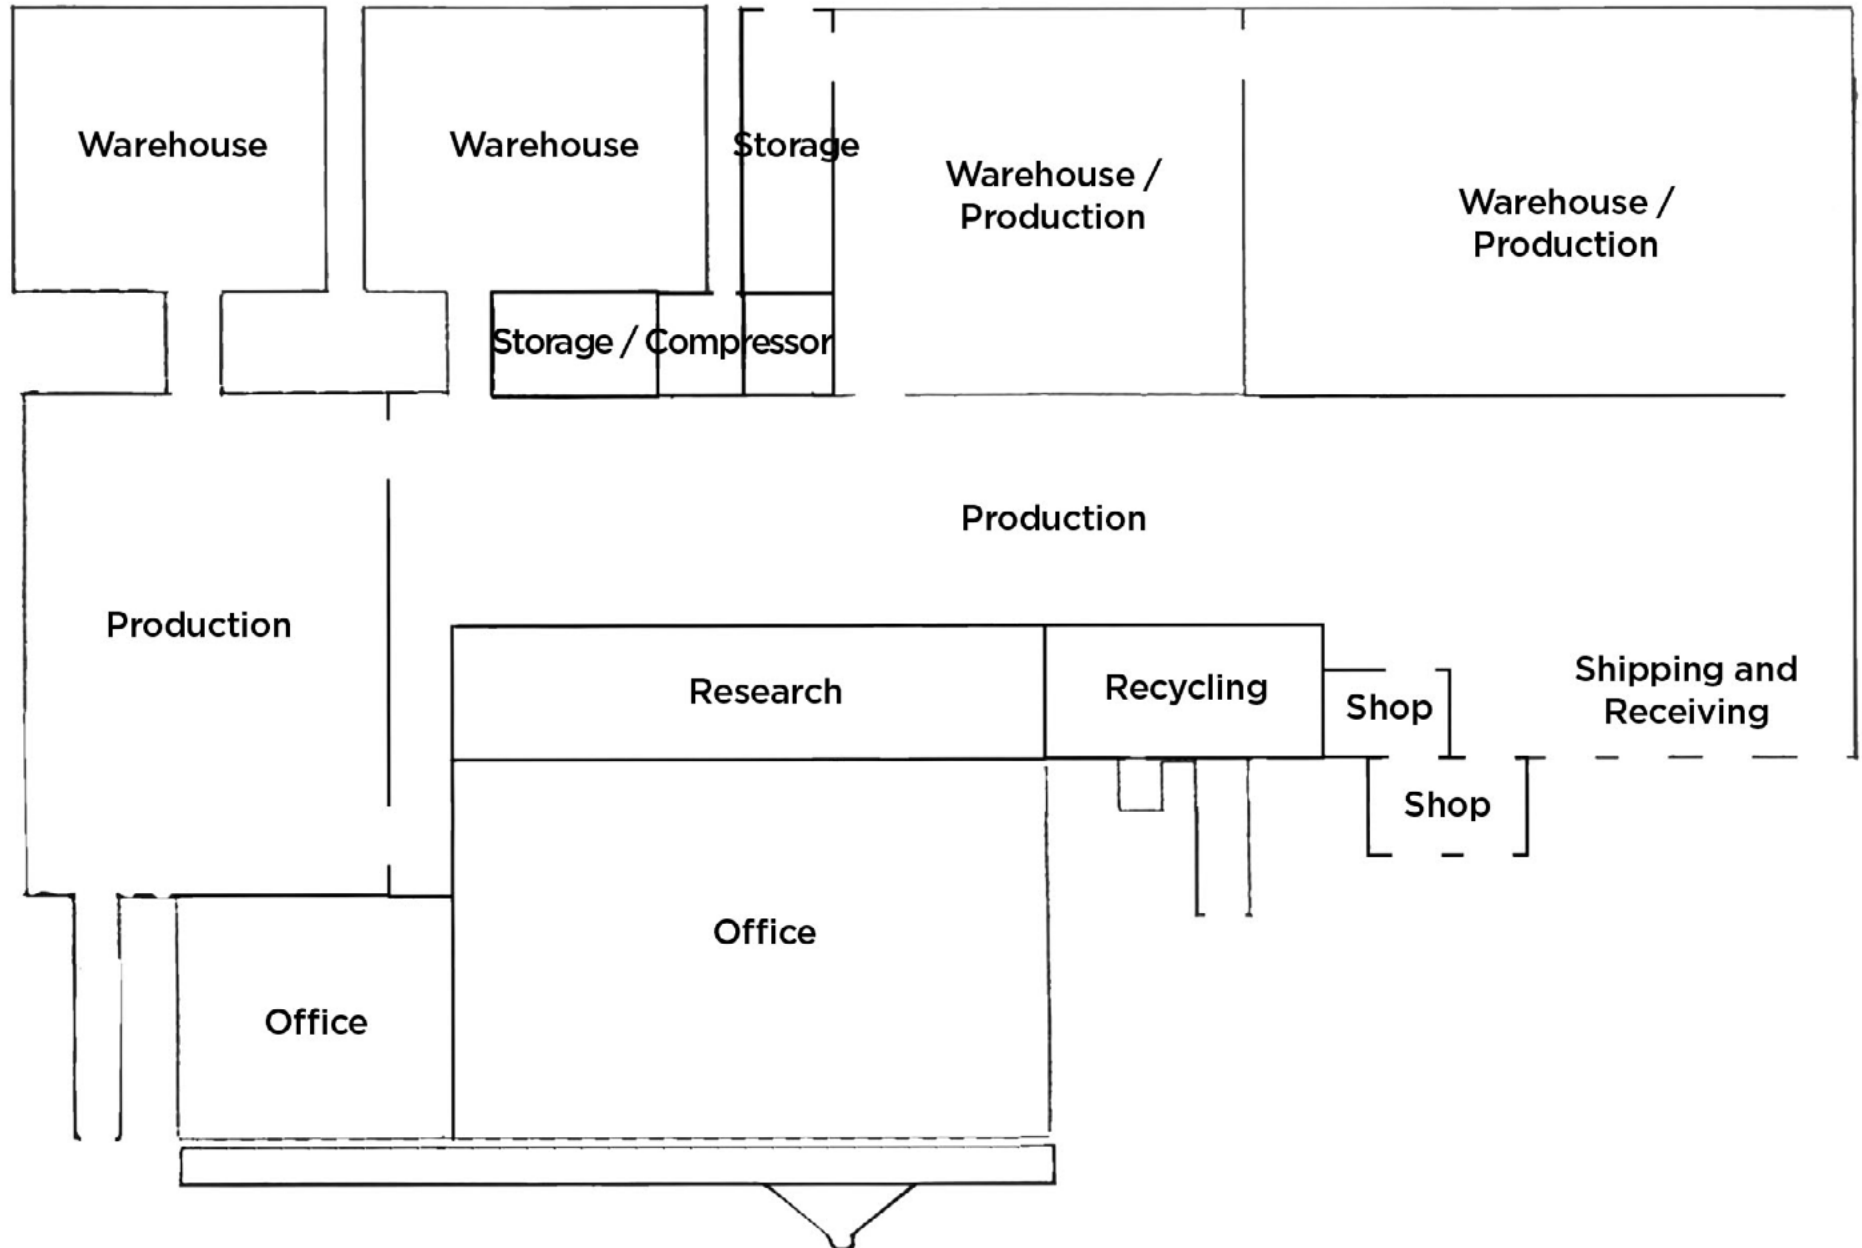 Warehouse
Warehouse
Storage
Warehouse /
Production
Warehouse /
Production
Storage / Compressor
Production
Production
Research
Recycling
Shop
Shipping and
Receiving
Shop
Office
Office